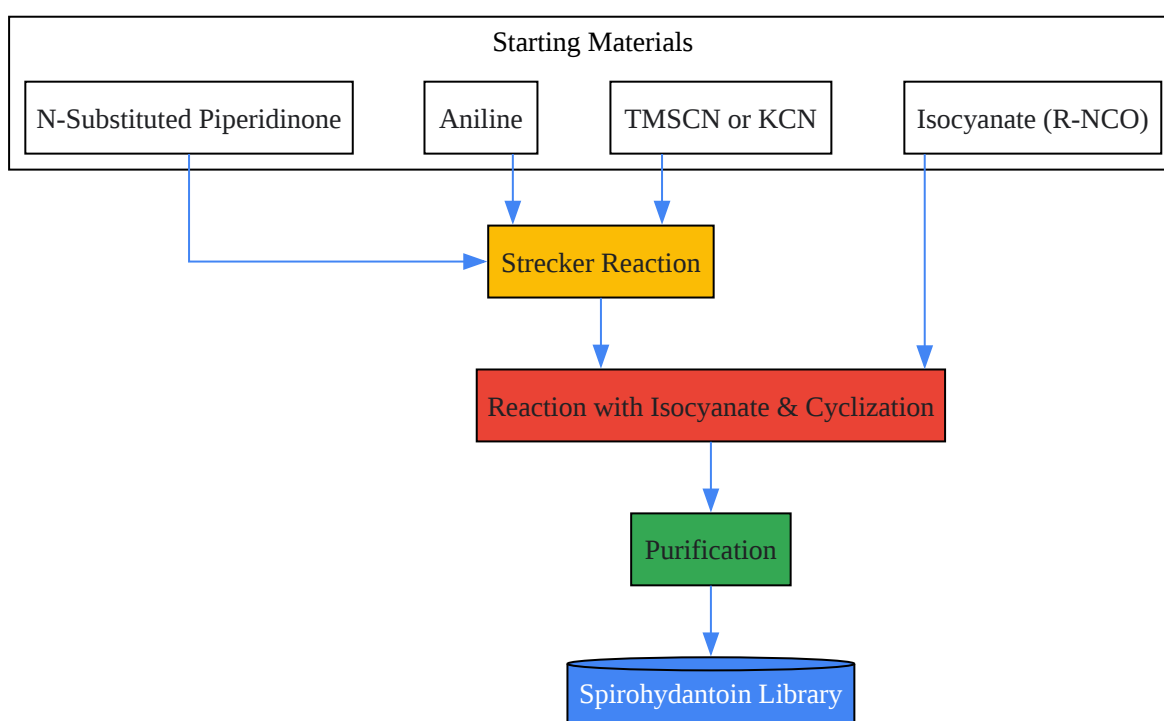 Starting Materials
N-Substituted Piperidinone
Aniline
TMSCN or KCN
Isocyanate (R-NCO)
Strecker Reaction
Reaction with Isocyanate & Cyclization
Purification
Spirohydantoin Library